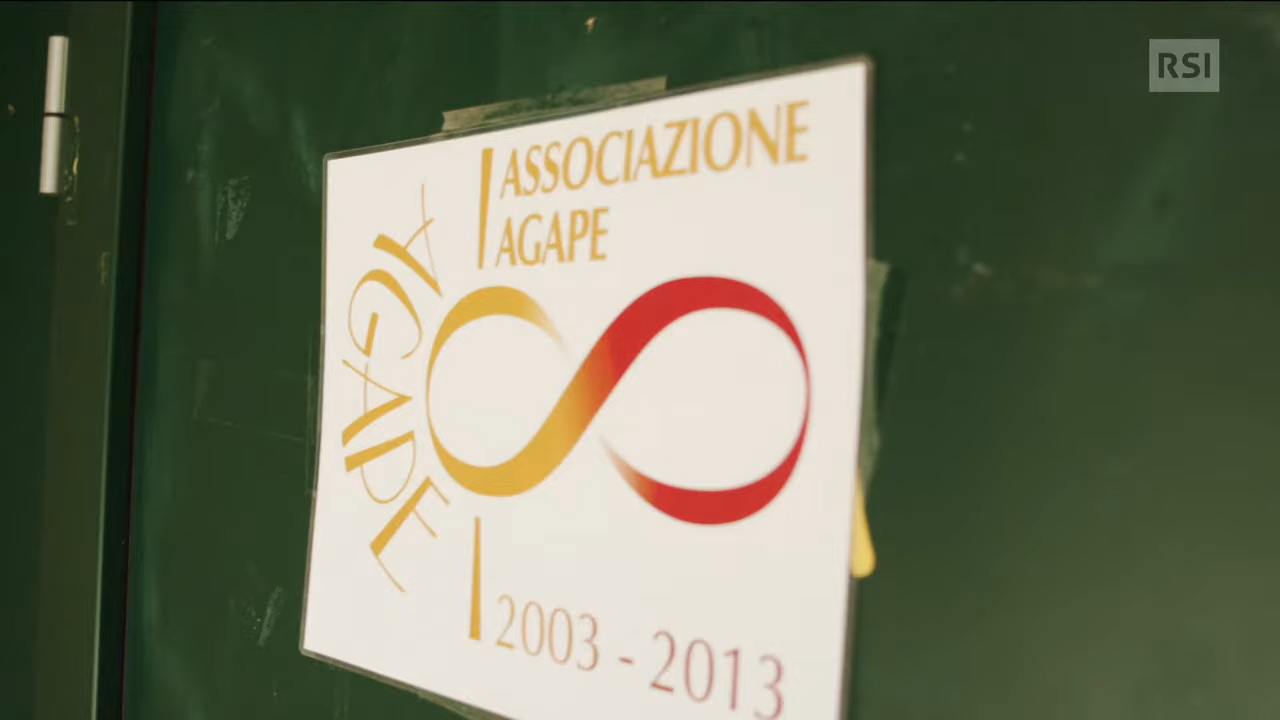 RSI
ASSOCIAZIONE
AGAPE
AGAPE
2003 - 2013